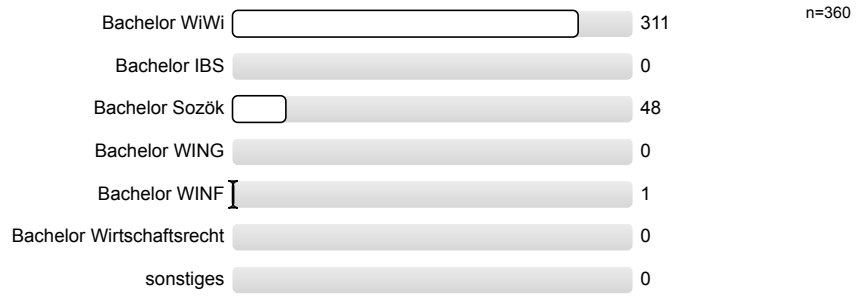 Bachelor WiWi 311 n=360
Bachelor IBS 0
Bachelor Sozök 48
Bachelor WING 0
Bachelor WINF 1
Bachelor Wirtschaftsrecht 0
sonstiges 0